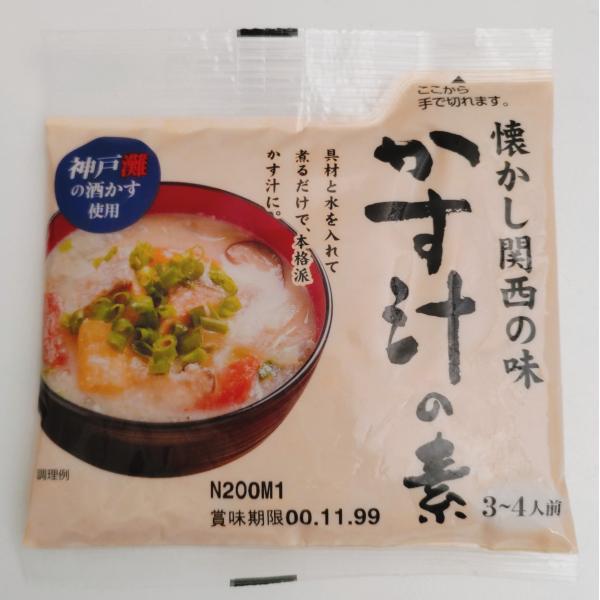 ここから
手で切れます。
懐かし関西の味
かす汁の素
3~4人前
具材と水を入れて
煮るだけで、本格派
かす汁に。
神戸灘
の酒かす
使用
調理例
N200M1
賞味期限00.11.99